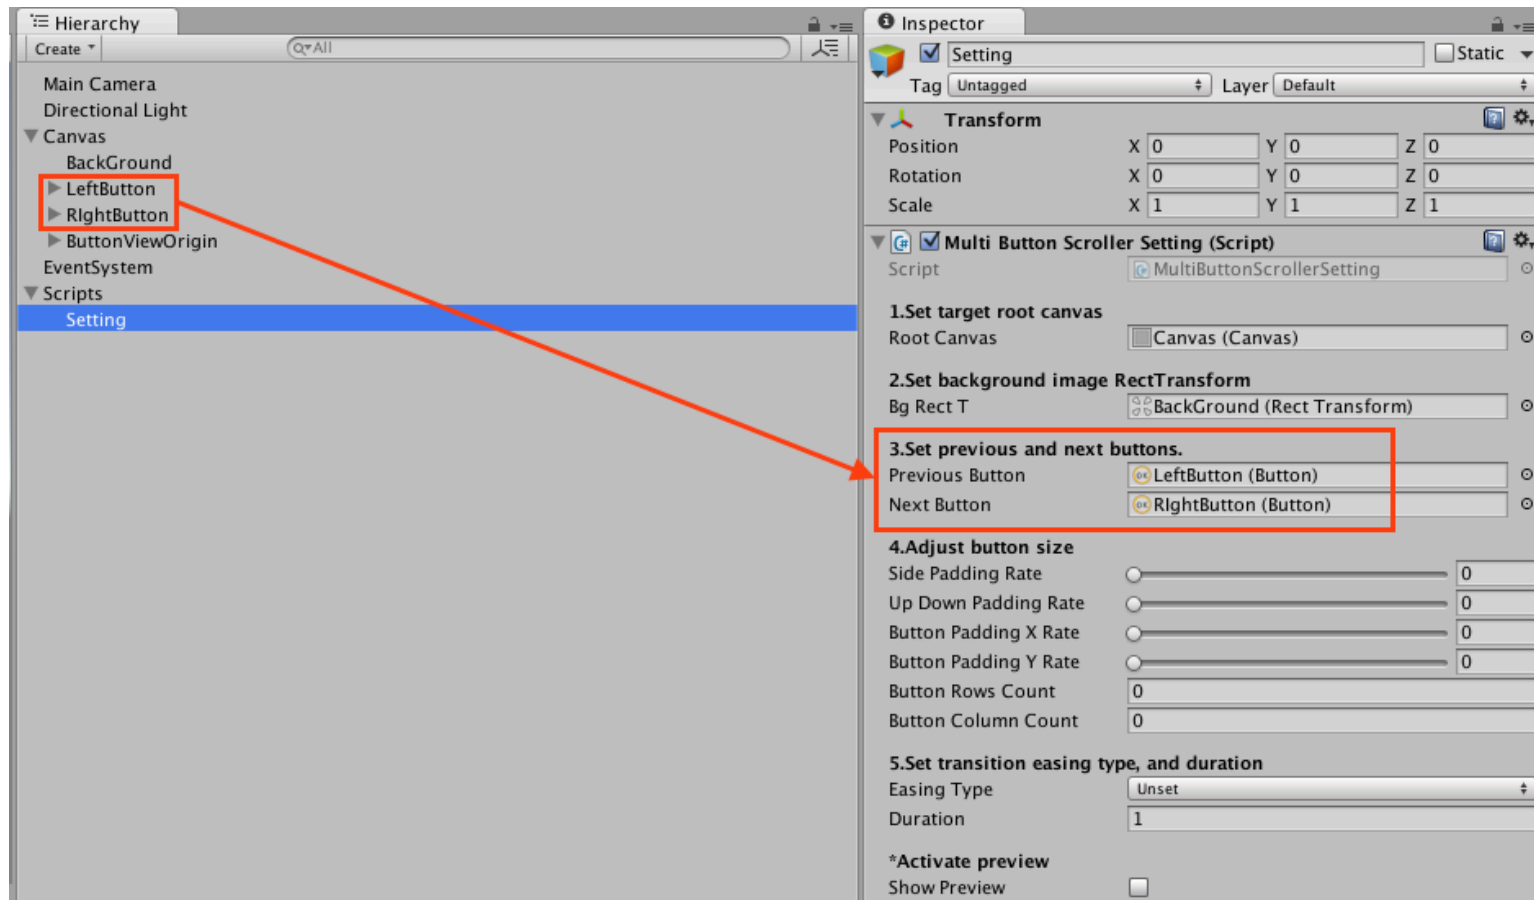 Hierarchy
Create
All
Main Camera
Directional Light
Canvas
BackGround
LeftButton
RIghtButton
ButtonViewOrigin
EventSystem
Scripts
Setting
Inspector
Setting
Static
Tag Untagged Layer Default
Transform
Position X 0 Y 0 Z 0
Rotation X 0 Y 0 Z 0
Scale X 1 Y 1 Z 1
Multi Button Scroller Setting (Script)
Script MultiButtonScrollerSetting
1.Set target root canvas
Root Canvas Canvas (Canvas)
2.Set background image RectTransform
Bg Rect T BackGround (Rect Transform)
3.Set previous and next buttons.
Previous Button LeftButton (Button)
Next Button RIghtButton (Button)
4.Adjust button size
Side Padding Rate 0
Up Down Padding Rate 0
Button Padding X Rate 0
Button Padding Y Rate 0
Button Rows Count 0
Button Column Count 0
5.Set transition easing type, and duration
Easing Type Unset
Duration 1
*Activate preview
Show Preview